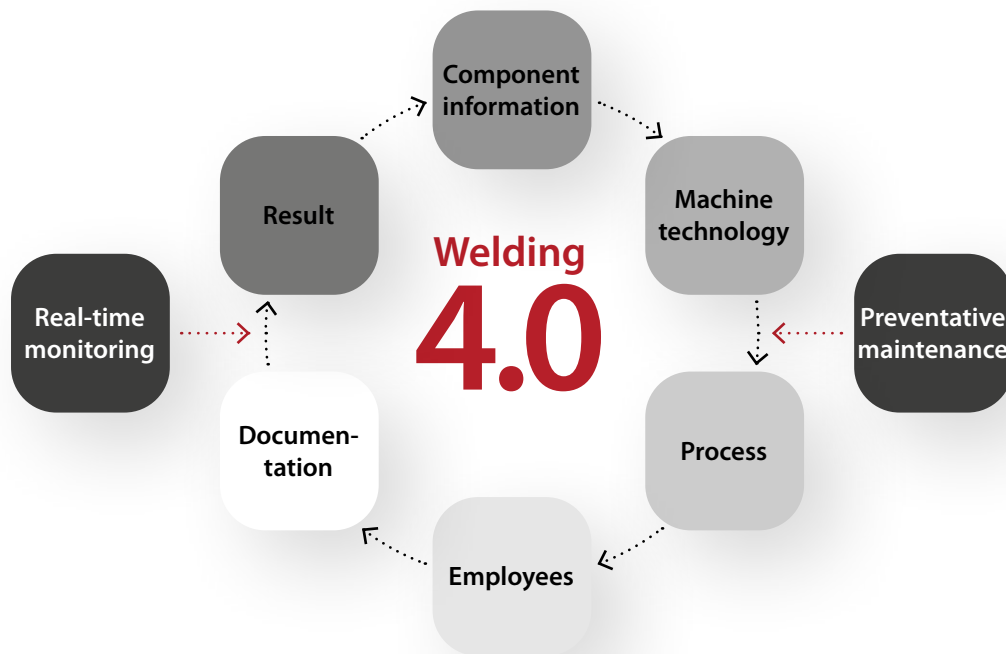 Component
information
Machine
technology
Result
Welding
4.0
Real-time
monitoring
Preventative
maintenance
Documen-
tation
Process
Employees